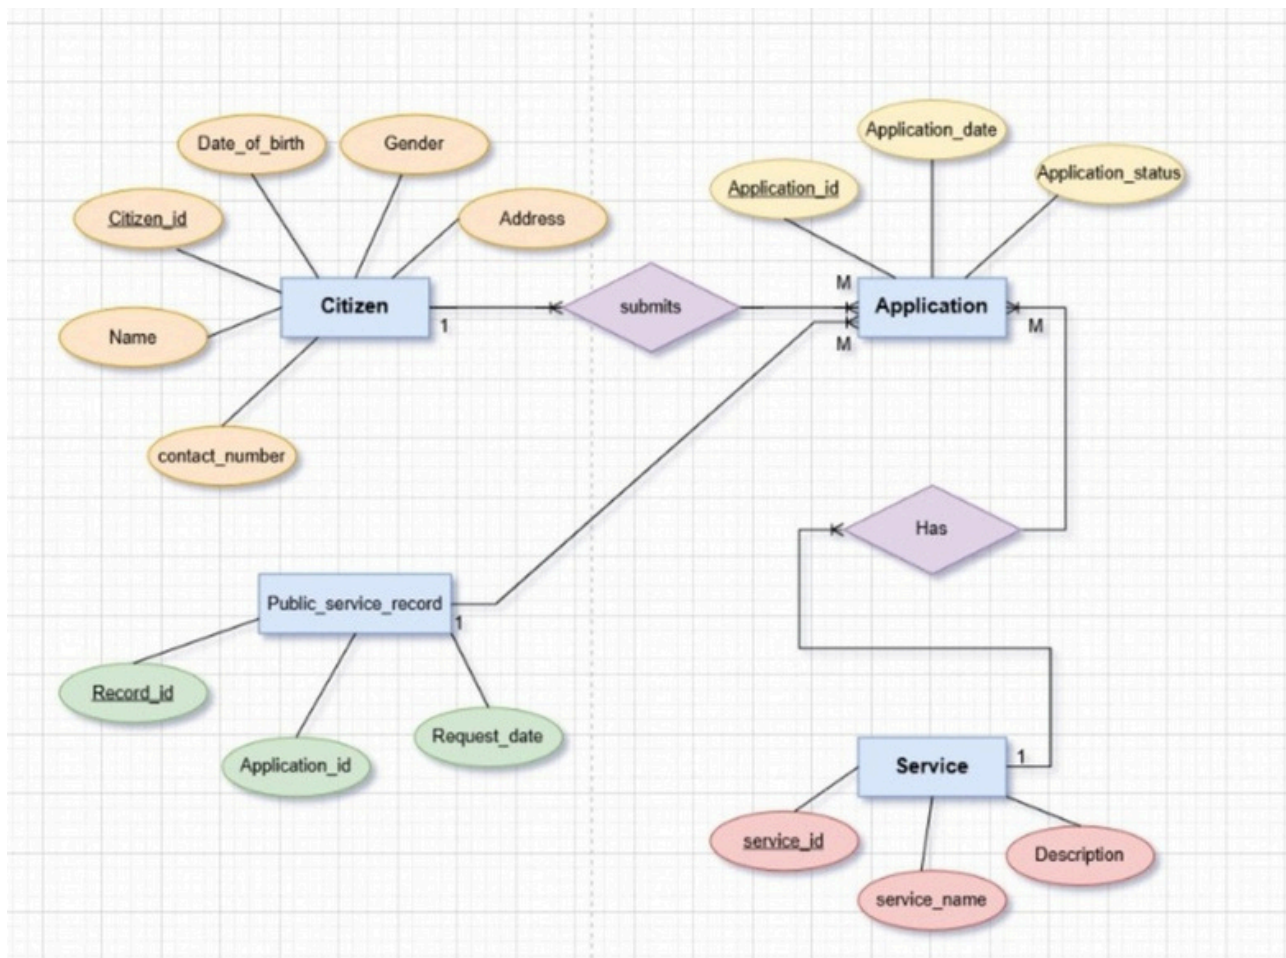 Date_of_birth
Gender
Citizen_id
Address
Citizen
1
Name
contact_number
submits
Application_date
Application_id
Application_status
M
Application
M
M
Has
Public_service_record
1
Record_id
Application_id
Request_date
Service
1
service_id
service_name
Description